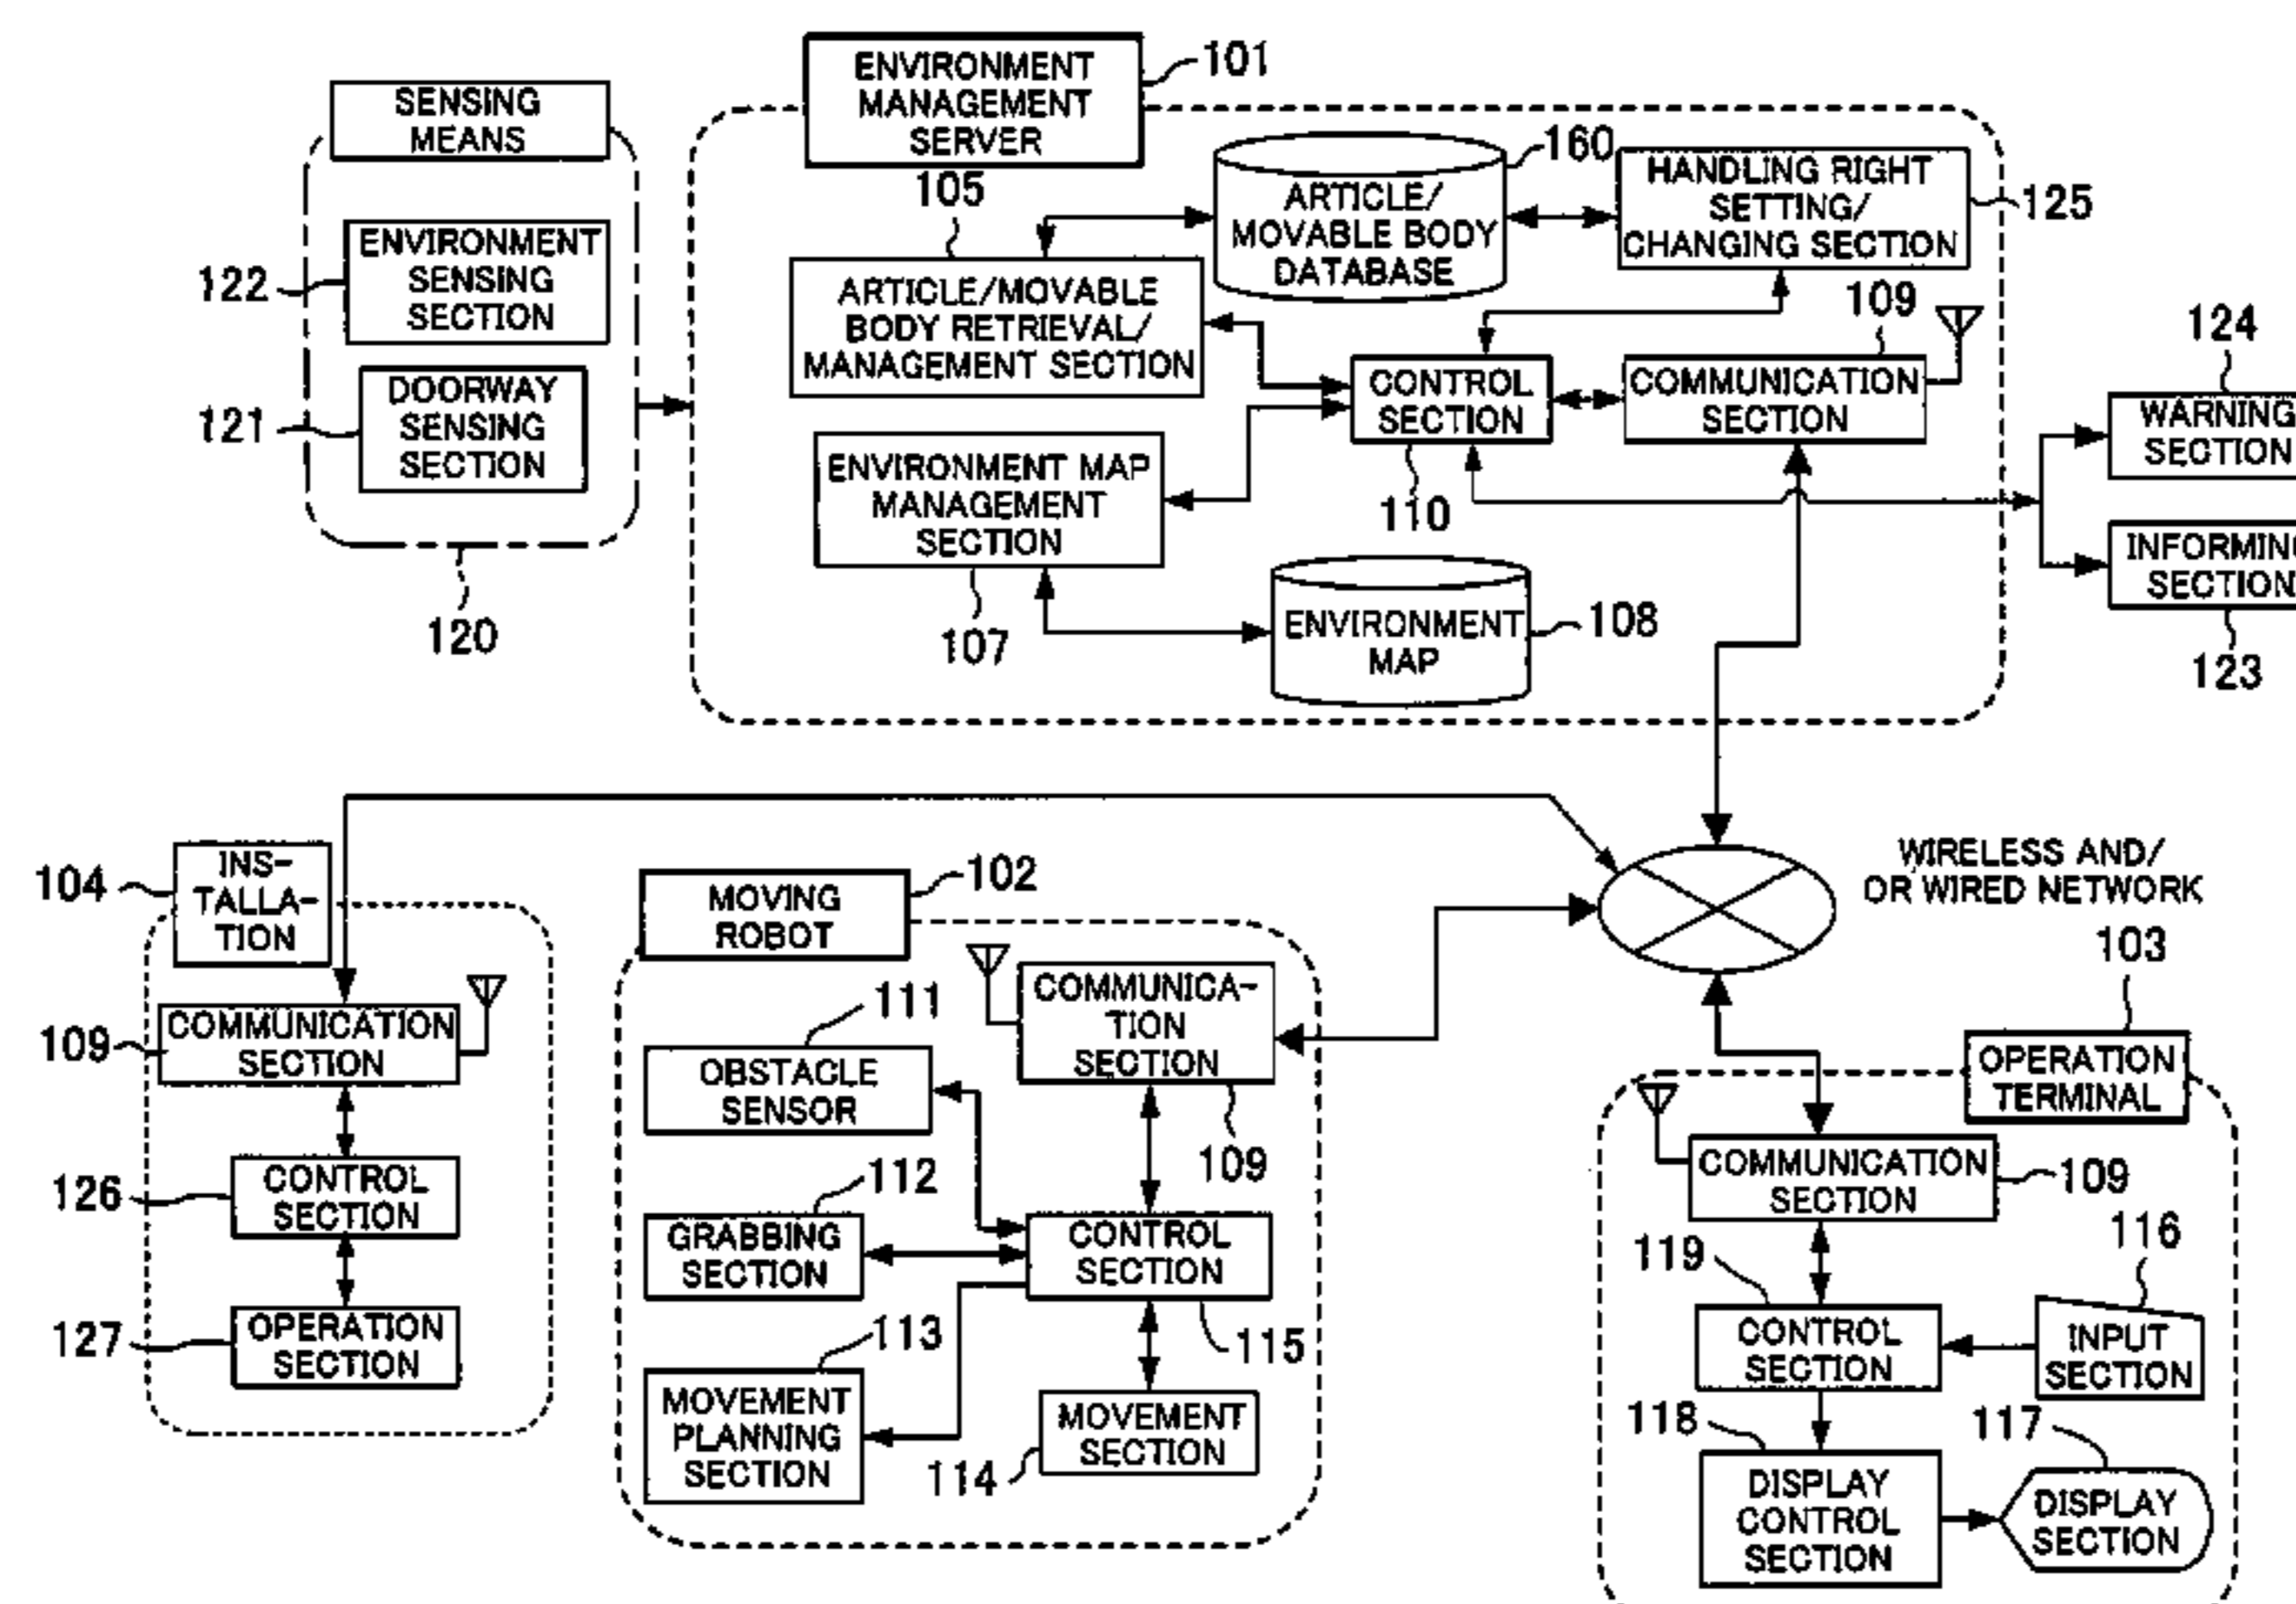 SENSING
MEANS
ENVIRONMENT
SENSING
SECTION
122
DOORWAY
SENSING
SECTION
121
120
ENVIRONMENT
MANAGEMENT
SERVER
101
105
ARTICLE/MOVABLE
BODY RETRIEVAL/
MANAGEMENT SECTION
ARTICLE/
MOVABLE BODY
DATABASE
160
HANDLING RIGHT
SETTING/
CHANGING SECTION
125
CONTROL
SECTION
110
COMMUNICATION
SECTION
109
ENVIRONMENT MAP
MANAGEMENT
SECTION
107
ENVIRONMENT
MAP
108
124
WARNING
SECTION
INFORMING
SECTION
123
104
INS-
TALLA-
TION
COMMUNICATION
SECTION
109
CONTROL
SECTION
126
OPERATION
SECTION
127
MOVING
ROBOT
102
COMMUNICA-
TION
SECTION
109
111
OBSTACLE
SENSOR
112
GRABBING
SECTION
CONTROL
SECTION
115
113
MOVEMENT
PLANNING
SECTION
MOVEMENT
SECTION
114
WIRELESS AND/
OR WIRED NETWORK
103
OPERATION
TERMINAL
COMMUNICATION
SECTION
109
119
CONTROL
SECTION
116
INPUT
SECTION
118
DISPLAY
CONTROL
SECTION
117
DISPLAY
SECTION